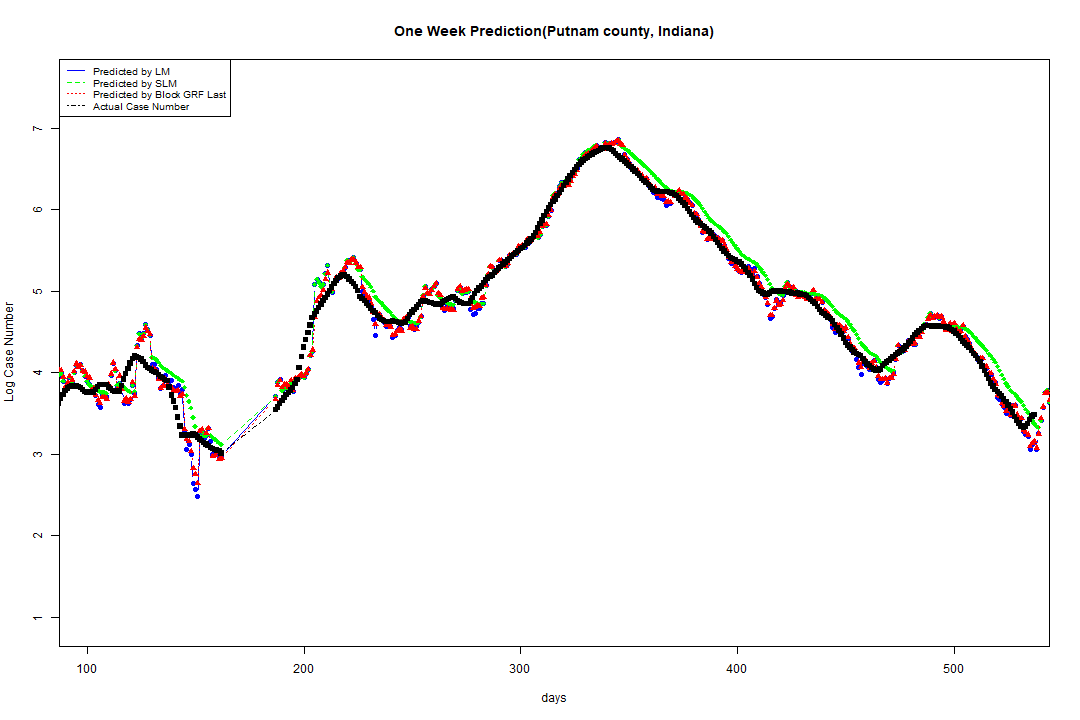 One Week Prediction(Putnam county, Indiana)
Predicted by LM
Predicted by SLM
Predicted by Block GRF Last
Actual Case Number
Log Case Number
7
6
5
4
3
2
1
100 200 300 400 500
days